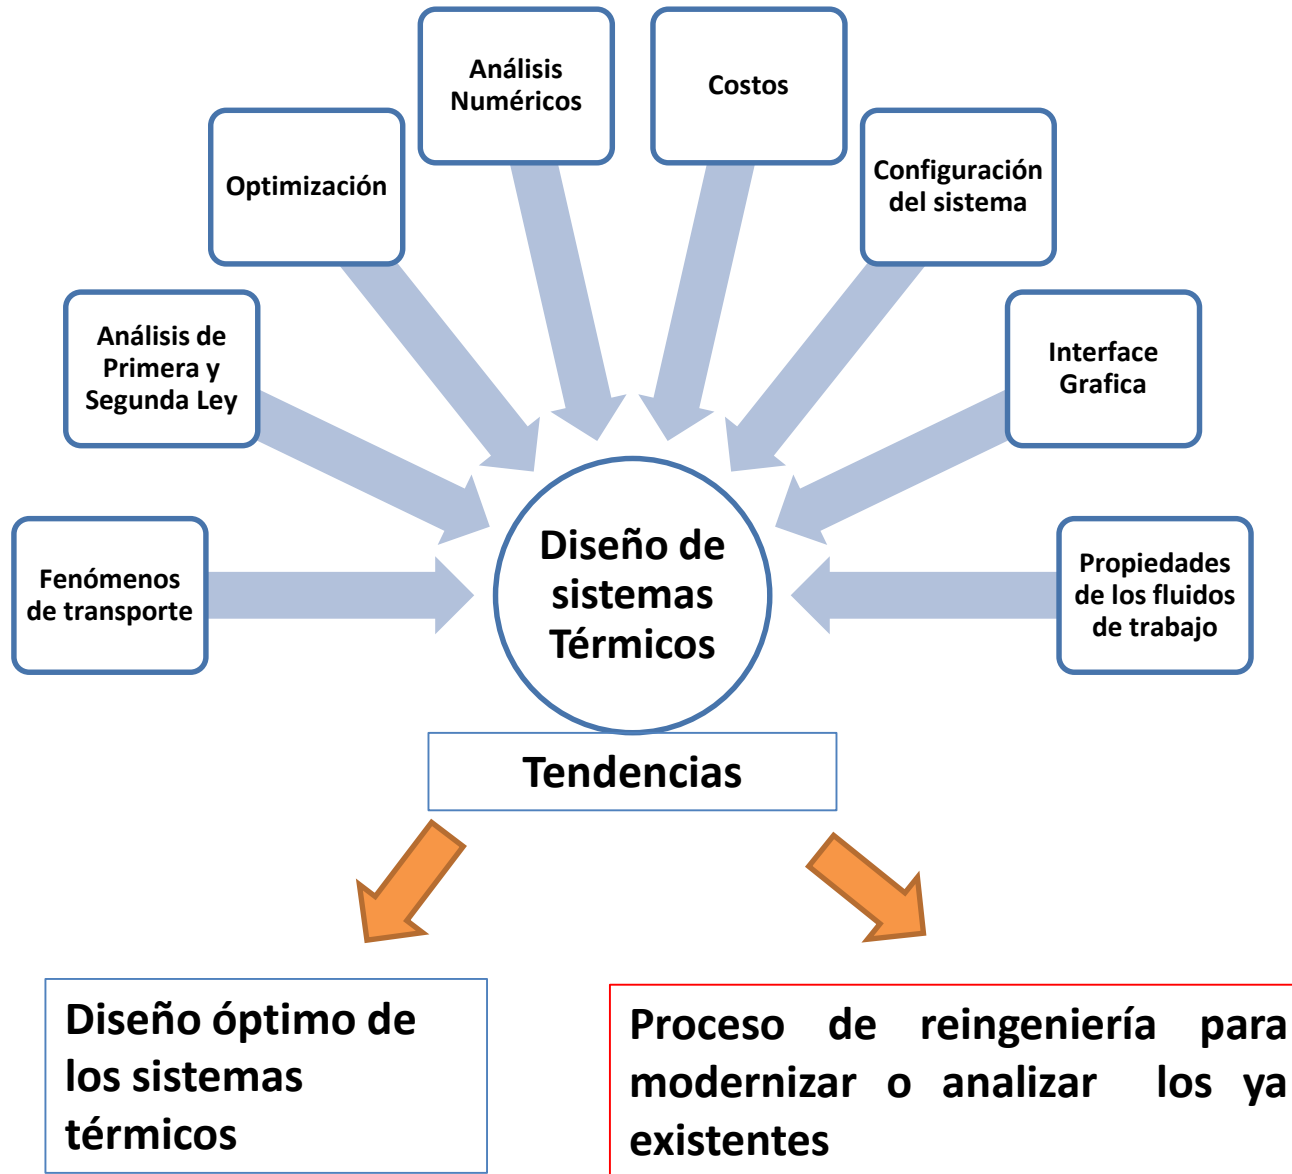 Análisis
Numéricos
Costos
Optimización
Configuración
del sistema
Análisis de
Primera y
Segunda Ley
Interface
Grafica
Fenómenos
de transporte
Diseño de
sistemas
Térmicos
Propiedades
de los fluidos
de trabajo
Tendencias
Diseño óptimo de
los sistemas
térmicos
Proceso de reingeniería para
modernizar o analizar los ya
existentes